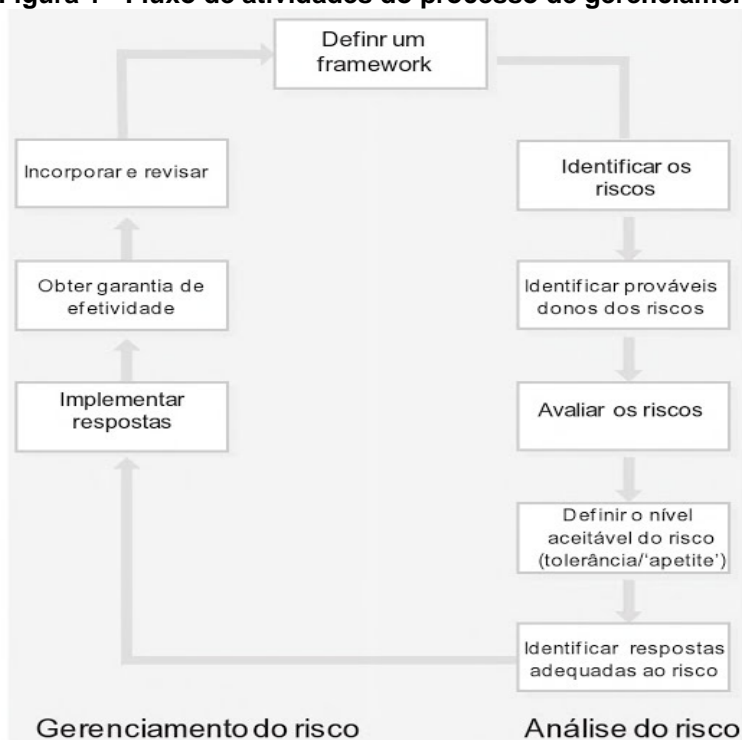 Definr um
framework
Incorporar e revisar
Identificar os
riscos
Obter garantia de
efetividade
Identificar prováveis
donos dos riscos
Implementar
respostas
Avaliar os riscos
Definir o nível
aceitável do risco
(tolerância/‘apetite’)
Identificar respostas
adequadas ao risco
Gerenciamento do risco
Análise do risco